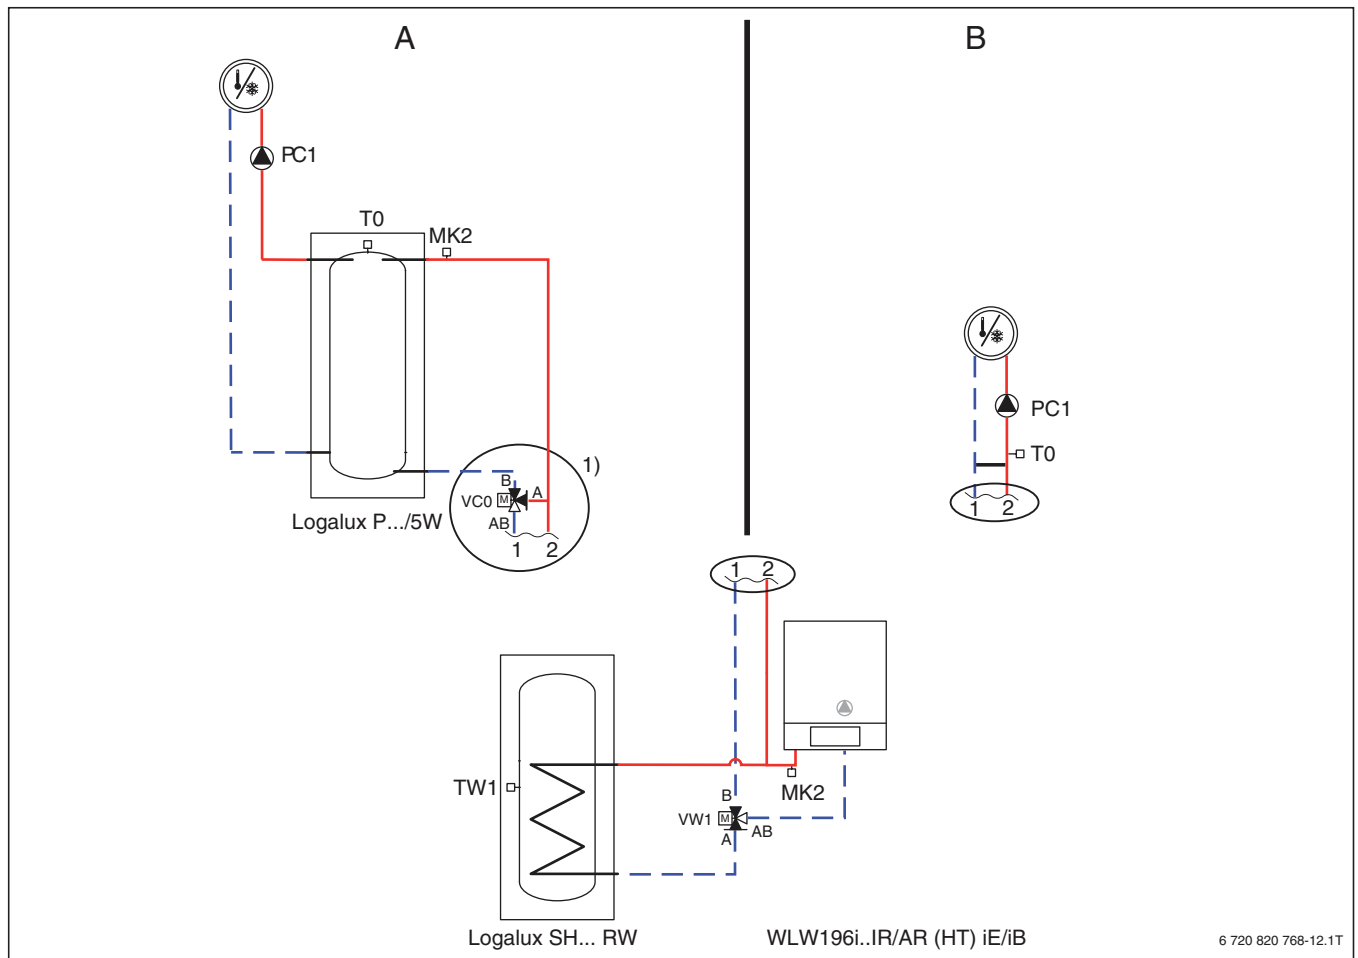 A
B
PC1
T0
MK2
1)
B
A
VC0
M
AB
1 2
Logalux P.../5W
PC1
T0
1 2
1 2
TW1
MK2
B
VW1
M
AB
A
Logalux SH... RW
WLW196i..IR/AR (HT) iE/iB
6 720 820 768-12.1T